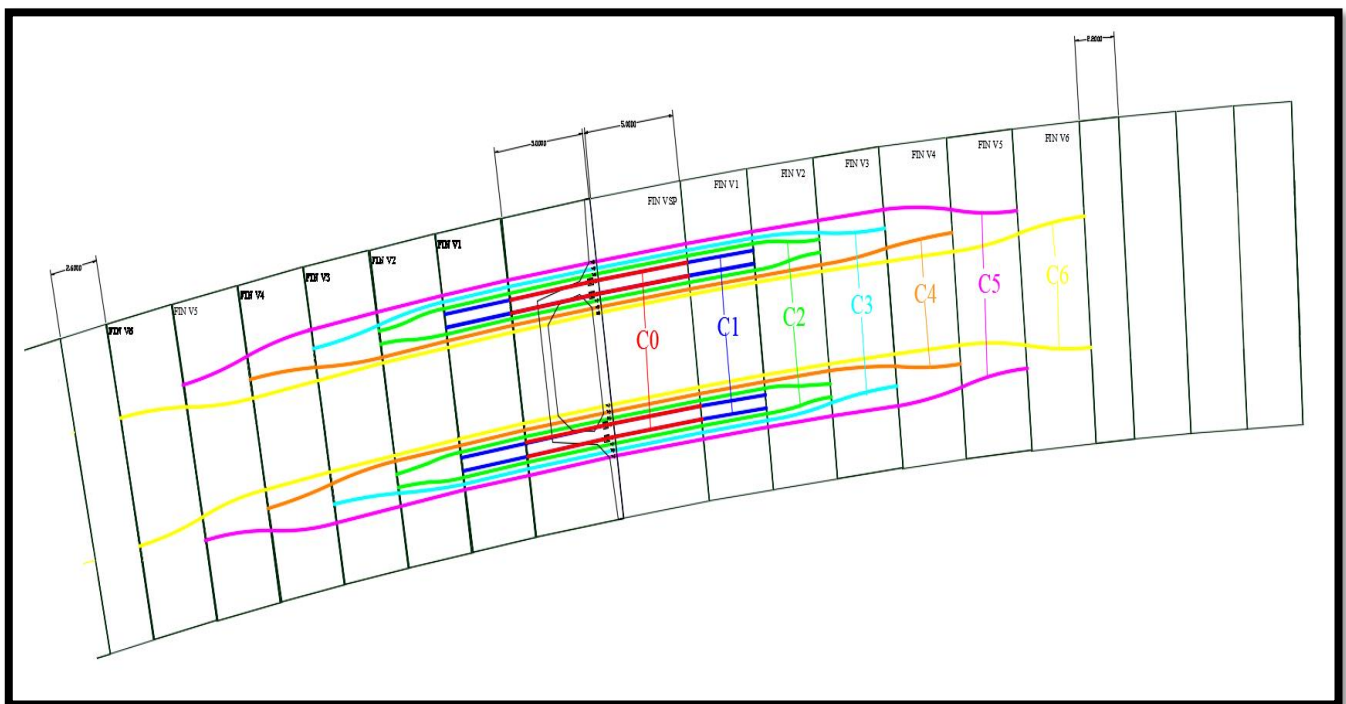 5.0000
FIN VSP
FIN V1
FIN V2
FIN V3
FIN V4
FIN V5
FIN V6
FIN V1
FIN V2
FIN V3
FIN V4
FIN V5
FIN V6
C0
C1
C2
C3
C4
C5
C6